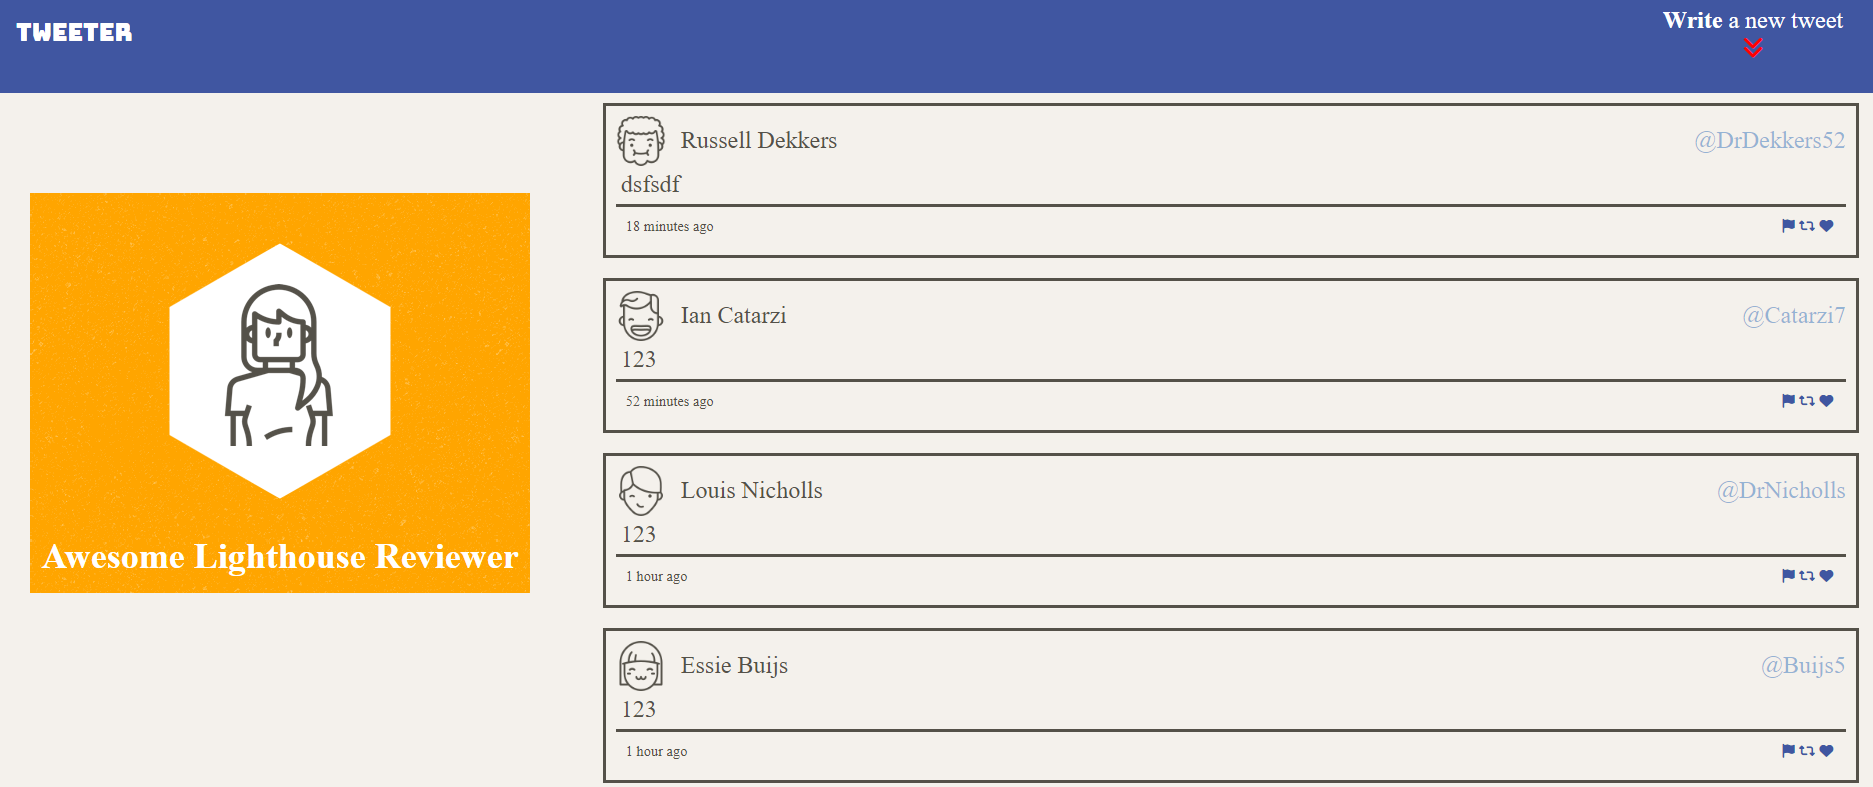 TWEETER
Write a new tweet
Awesome Lighthouse Reviewer
Russell Dekkers @DrDekkers52
dsfsdf
18 minutes ago
Ian Catarzi @Catarzi7
123
52 minutes ago
Louis Nicholls @DrNicholls
123
1 hour ago
Essie Buijs @Buijs5
123
1 hour ago